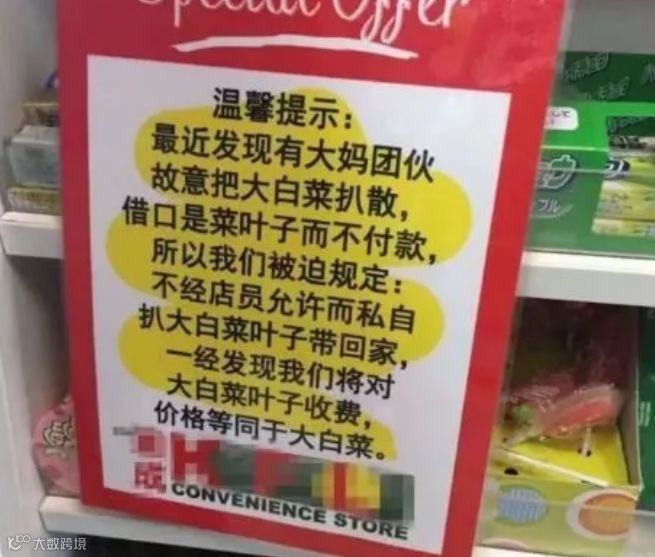 Special Offer
温馨提示：
最近发现有大妈团伙
故意把大白菜扒散，
借口是菜叶子而不付款，
所以我们被迫规定：
不经店员允许而私自
扒大白菜叶子带回家，
一经发现我们将对
大白菜叶子收费，
价格等同于大白菜。
CONVENIENCE STORE
大数跨境